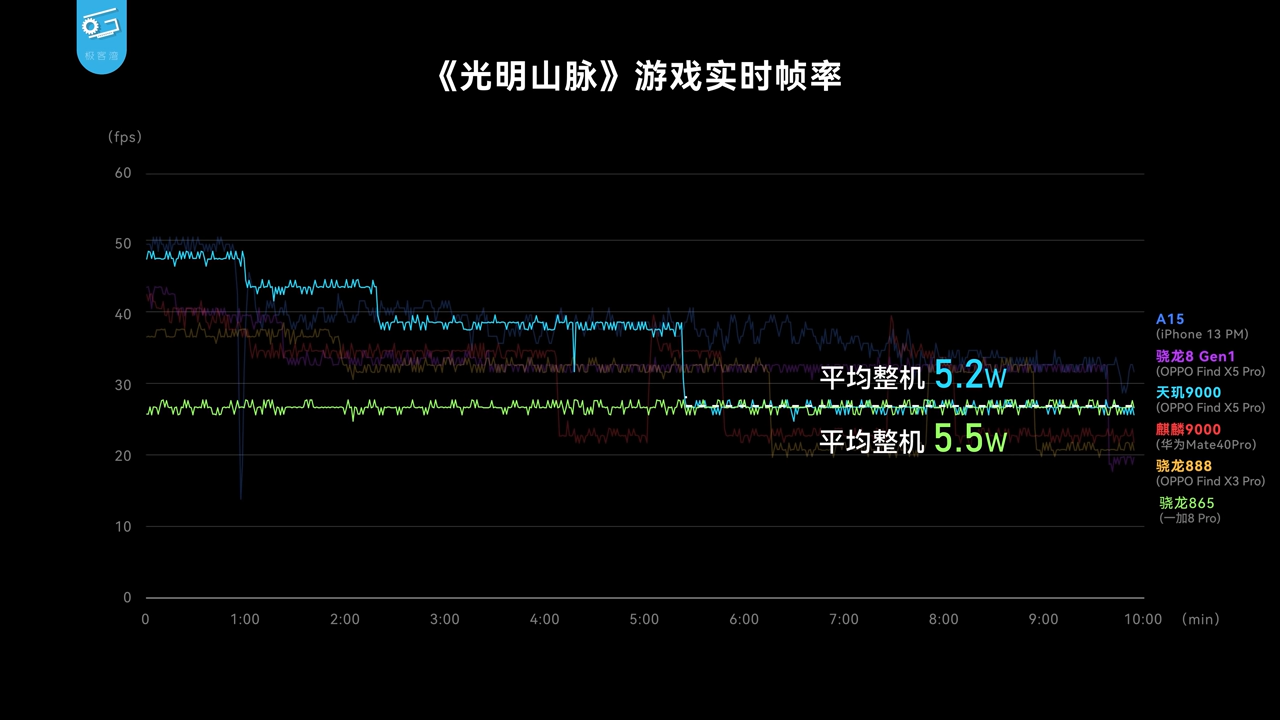 极客湾
《光明山脉》游戏实时帧率
(fps)
60
50
40
30
20
10
0
0
1:00
2:00
3:00
4:00
5:00
6:00
7:00
8:00
9:00
10:00
(min)
平均整机 5.2W
平均整机 5.5W
A15
(iPhone 13 PM)
骁龙8 Gen1
(OPPO Find X5 Pro)
天玑9000
(OPPO Find X5 Pro)
麒麟9000
(华为Mate40Pro)
骁龙888
(OPPO Find X3 Pro)
骁龙865
(一加8 Pro)